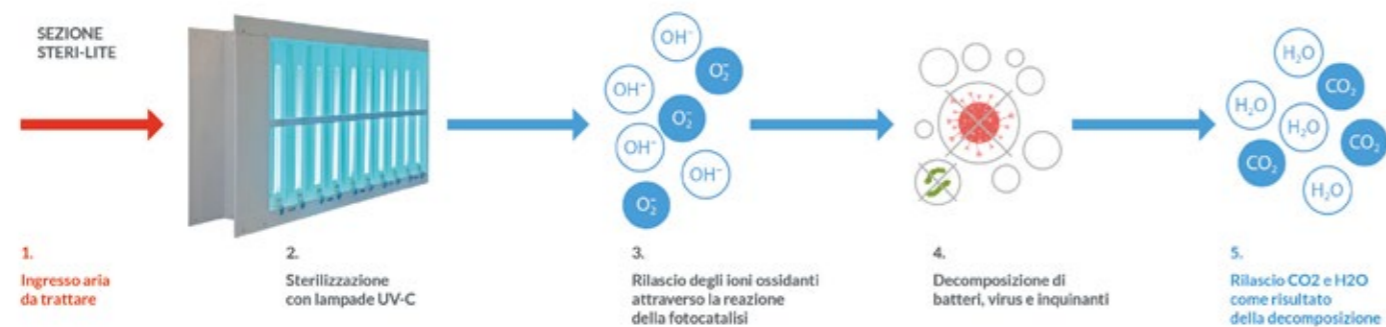 SEZIONE
STERI-LITE
OH⁻
O₂⁻
OH⁻
O₂⁻
OH⁻
OH⁻
O₂⁻
H₂O
CO₂
H₂O
H₂O
CO₂
CO₂
H₂O
1.
Ingresso aria
da trattare
2.
Sterilizzazione
con lampade UV-C
3.
Rilascio degli ioni ossidanti
attraverso la reazione
della fotocatalisi
4.
Decomposizione di
batteri, virus e inquinanti
5.
Rilascio CO2 e H2O
come risultato
della decomposizione